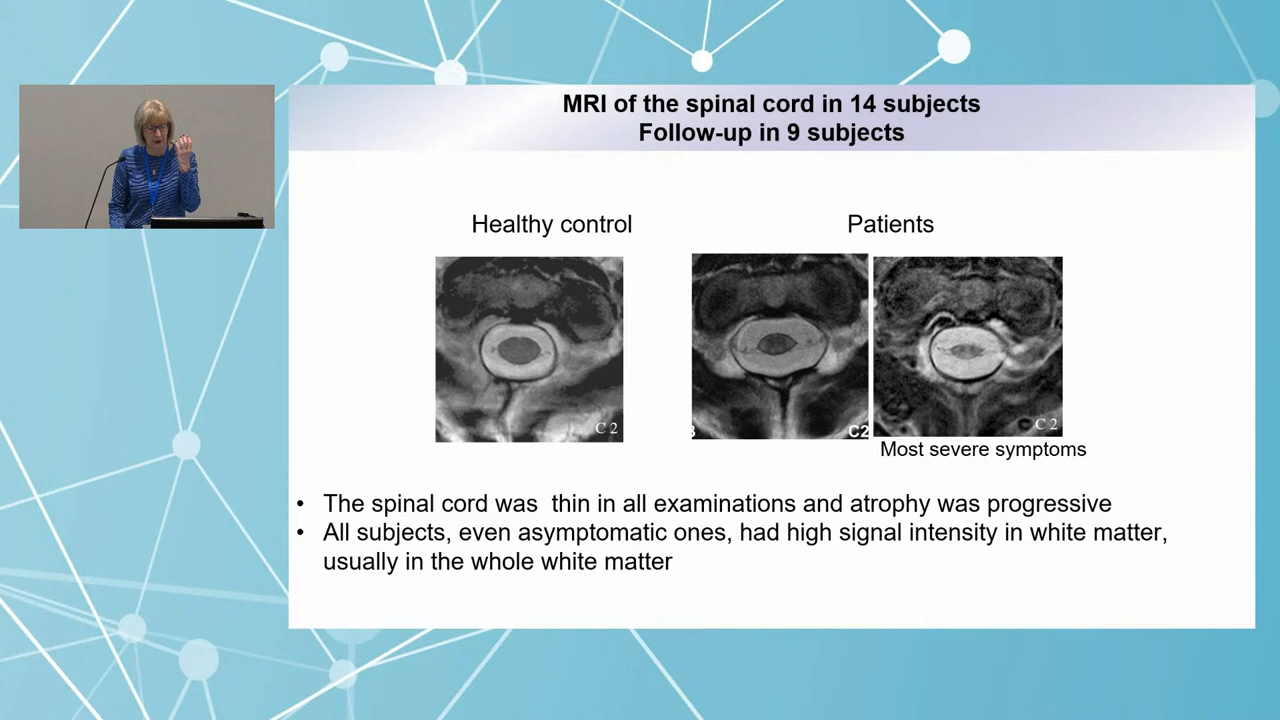 MRI of the spinal cord in 14 subjects
Follow-up in 9 subjects
Healthy control
Patients
C 2
C2
C 2
Most severe symptoms
• The spinal cord was thin in all examinations and atrophy was progressive
• All subjects, even asymptomatic ones, had high signal intensity in white matter,
usually in the whole white matter